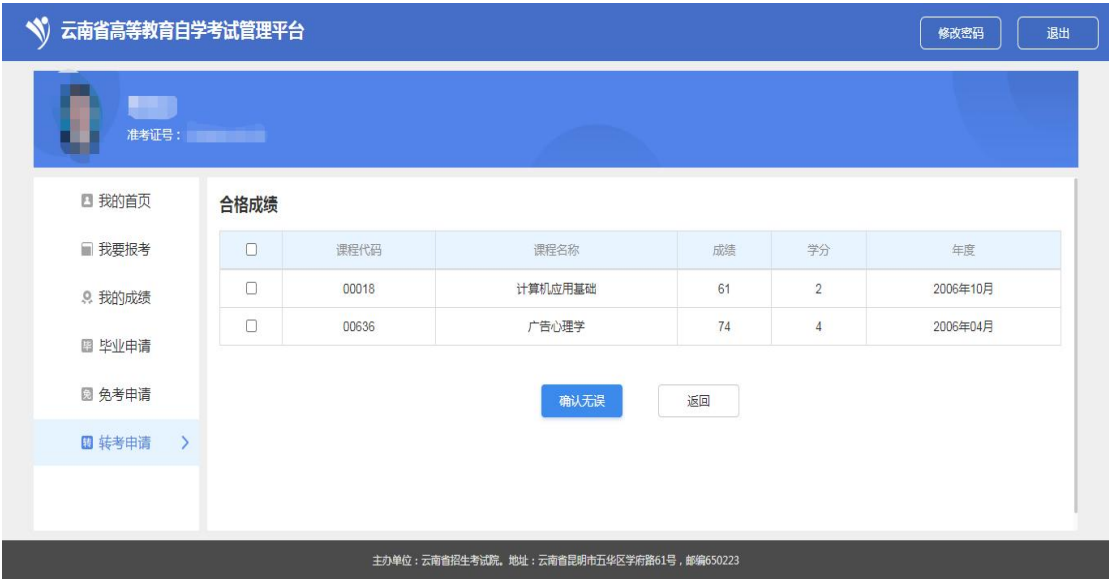 云南省高等教育自学考试管理平台
修改密码 退出
准考证号：
我的首页
我要报考
我的成绩
毕业申请
免考申请
转考申请
合格成绩
课程代码 课程名称 成绩 学分 年度
00018 计算机应用基础 61 2 2006年10月
00636 广告心理学 74 4 2006年04月
确认无误 返回
主办单位：云南省招生考试院。地址：云南省昆明市五华区学府路61号，邮编650223